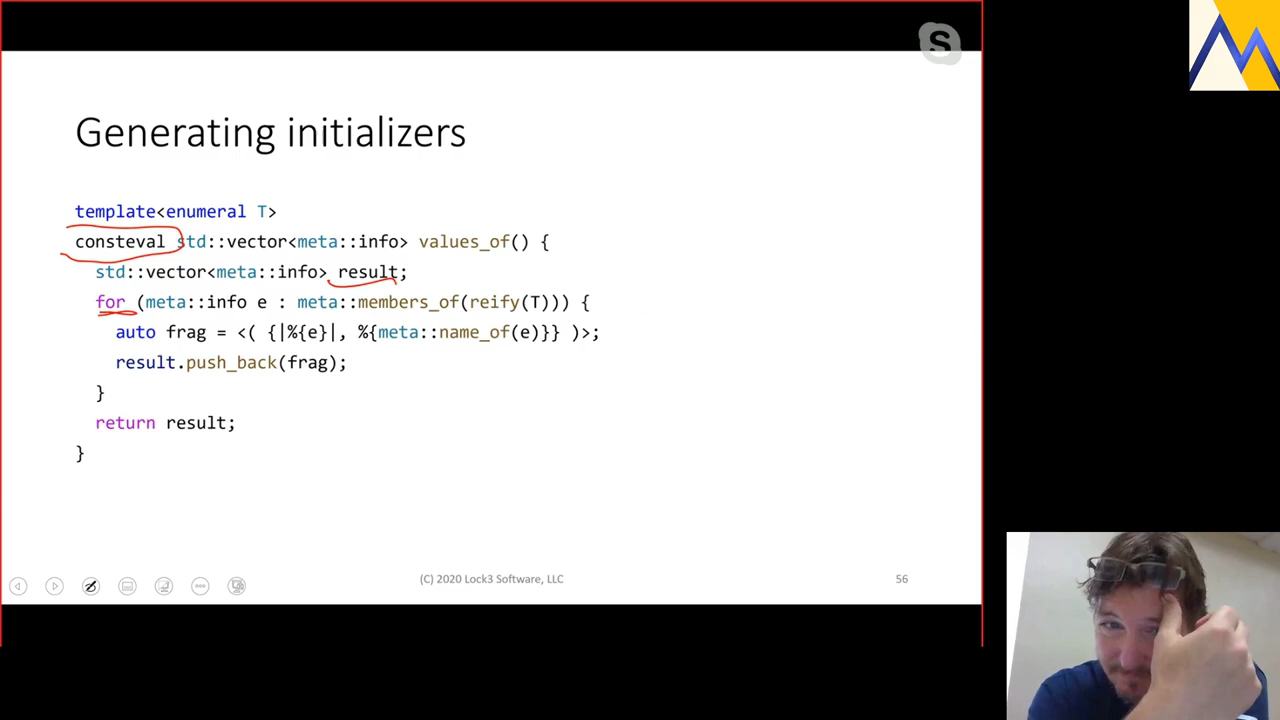 Generating initializers
template<enumeral T>
consteval std::vector<meta::info> values_of() {
std::vector<meta::info> result;
for (meta::info e : meta::members_of(reify(T))) {
auto frag = <( {|%{e}|, %{meta::name_of(e)}} )>;
result.push_back(frag);
}
return result;
}
(C) 2020 Lock3 Software, LLC
56